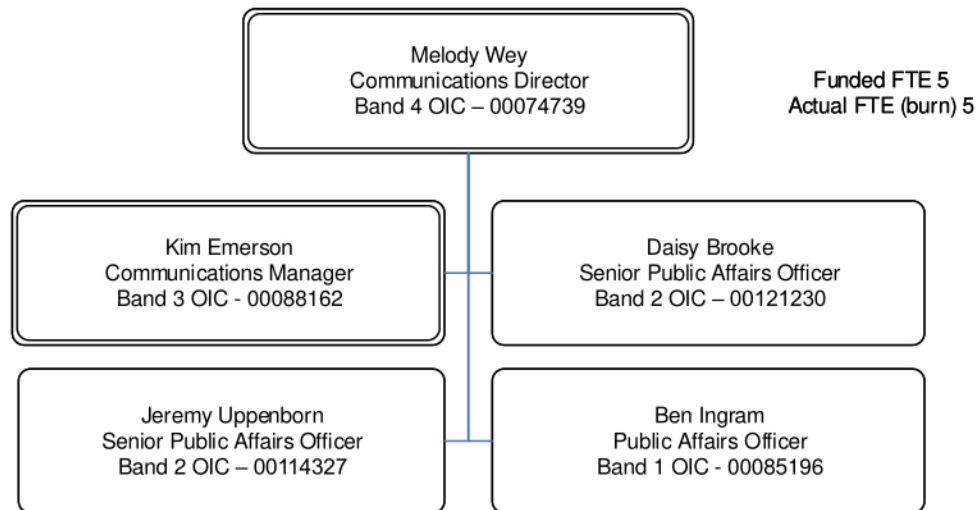 Melody Wey
Communications Director
Band 4 OIC – 00074739
Funded FTE 5
Actual FTE (burn) 5
Kim Emerson
Communications Manager
Band 3 OIC - 00088162
Daisy Brooke
Senior Public Affairs Officer
Band 2 OIC – 00121230
Jeremy Uppenborn
Senior Public Affairs Officer
Band 2 OIC – 00114327
Ben Ingram
Public Affairs Officer
Band 1 OIC - 00085196